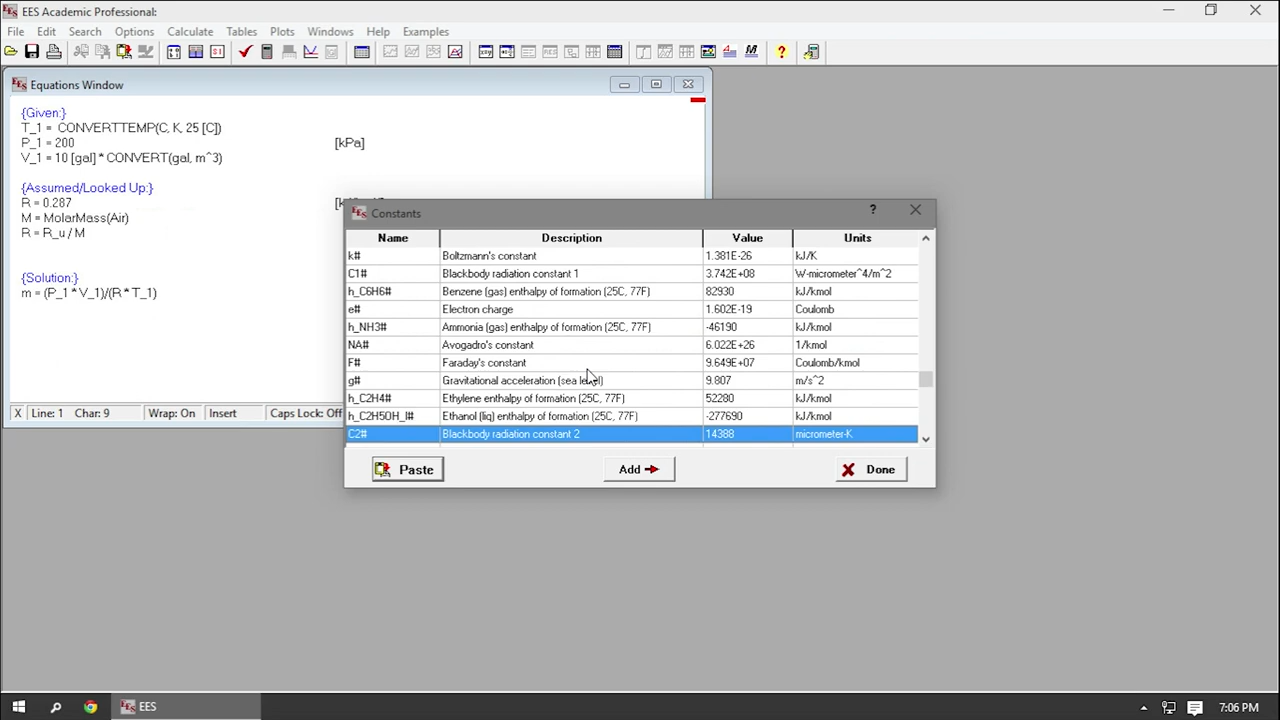 EES Academic Professional:
File Edit Search Options Calculate Tables Plots Windows Help Examples
Equations Window
{Given:}
T_1 = CONVERTTEMP(C, K, 25 [C])
P_1 = 200 [kPa]
V_1 = 10 [gal] * CONVERT(gal, m^3)
{Assumed/Looked Up:}
R = 0.287
M = MolarMass(Air)
R = R_u / M
{Solution:}
m = (P_1 * V_1)/(R * T_1)
X Line: 1 Char: 9 Wrap: On Insert Caps Lock: Off
Constants
Name Description Value Units
k# Boltzmann's constant 1.381E-26 kJ/K
C1# Blackbody radiation constant 1 3.742E+08 W-micrometer^4/m^2
h_C6H6# Benzene (gas) enthalpy of formation (25C, 77F) 82930 kJ/kmol
e# Electron charge 1.602E-19 Coulomb
h_NH3# Ammonia (gas) enthalpy of formation (25C, 77F) -46190 kJ/kmol
NA# Avogadro's constant 6.022E+26 1/kmol
F# Faraday's constant 9.649E+07 Coulomb/kmol
g# Gravitational acceleration (sea level) 9.807 m/s^2
h_C2H4# Ethylene enthalpy of formation (25C, 77F) 52280 kJ/kmol
h_C2H5OH_l# Ethanol (liq) enthalpy of formation (25C, 77F) -277690 kJ/kmol
C2# Blackbody radiation constant 2 14388 micrometer-K
Paste Add Done
EES 7:06 PM